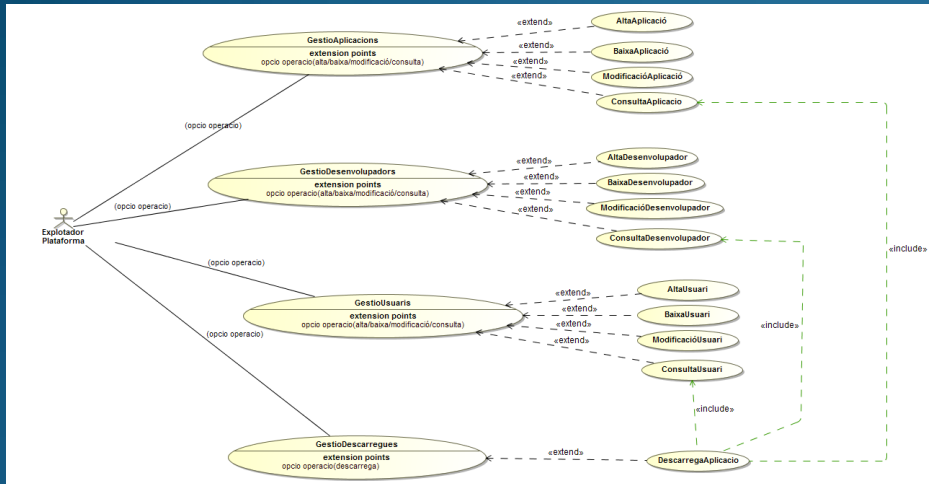 GestioAplicacions
extension points
opcio operacio(alta/baixa/modificació/consulta)
«extend»
AltaAplicació
«extend»
BaixaAplicació
«extend»
ModificacióAplicació
«extend»
ConsultaAplicacio
(opcio operacio)
GestioDesenvolupadors
extension points
opcio operacio(alta/baixa/modificació/consulta)
«extend»
AltaDesenvolupador
«extend»
BaixaDesenvolupador
«extend»
ModificacióDesenvolupador
«extend»
ConsultaDesenvolupador
(opcio operacio)
Explotador
Plataforma
«include»
(opcio operacio)
GestioUsuaris
extension points
opcio operacio(alta/baixa/modificació/consulta)
«extend»
AltaUsuari
«extend»
BaixaUsuari
«extend»
ModificacióUsuari
«extend»
ConsultaUsuari
«include»
(opcio operacio)
«include»
GestioDescarregues
extension points
opcio operacio(descarrega)
«extend»
DescarregaAplicacio